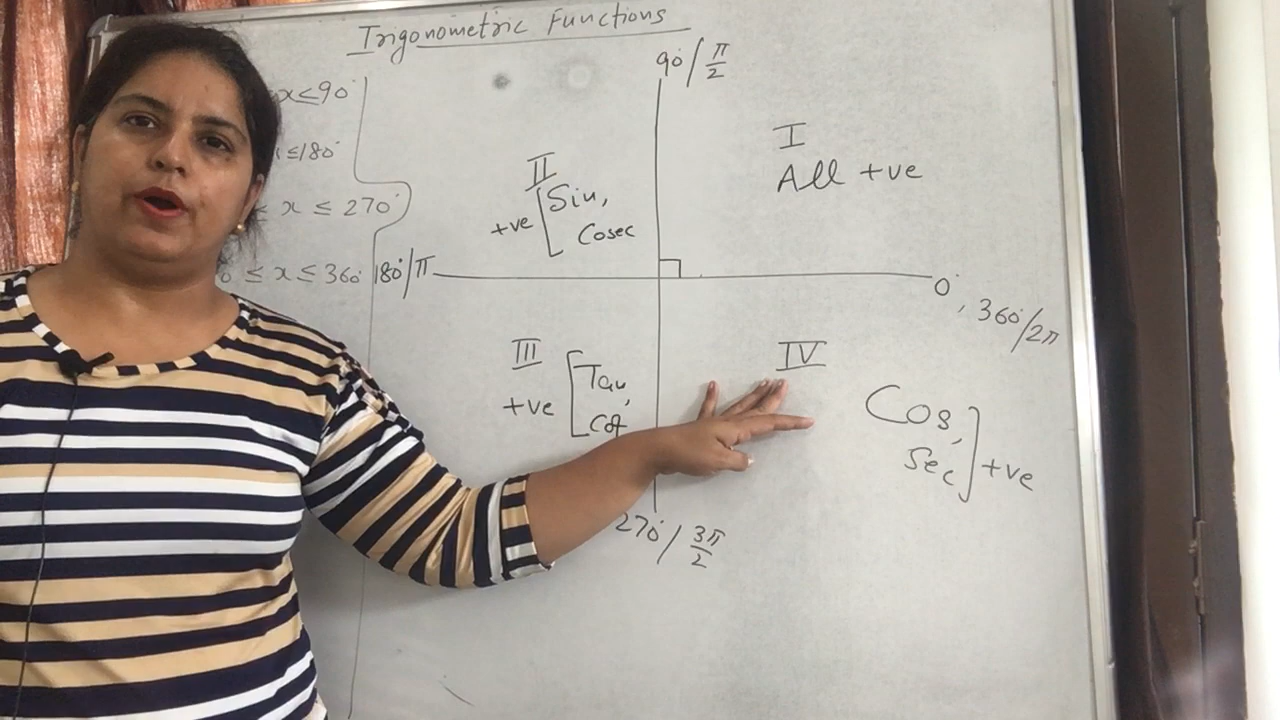 Trigonometric Functions
x≤90°
≤180°
≤ x ≤ 270°
0° ≤ x ≤ 360°
90°/π/2
I
All +ve
II
+ve [Sin,
Cosec
180°/π
0°, 360°/2π
III
+ve [Tan,
Cot
IV
Cos,
Sec] +ve
270°/3π/2